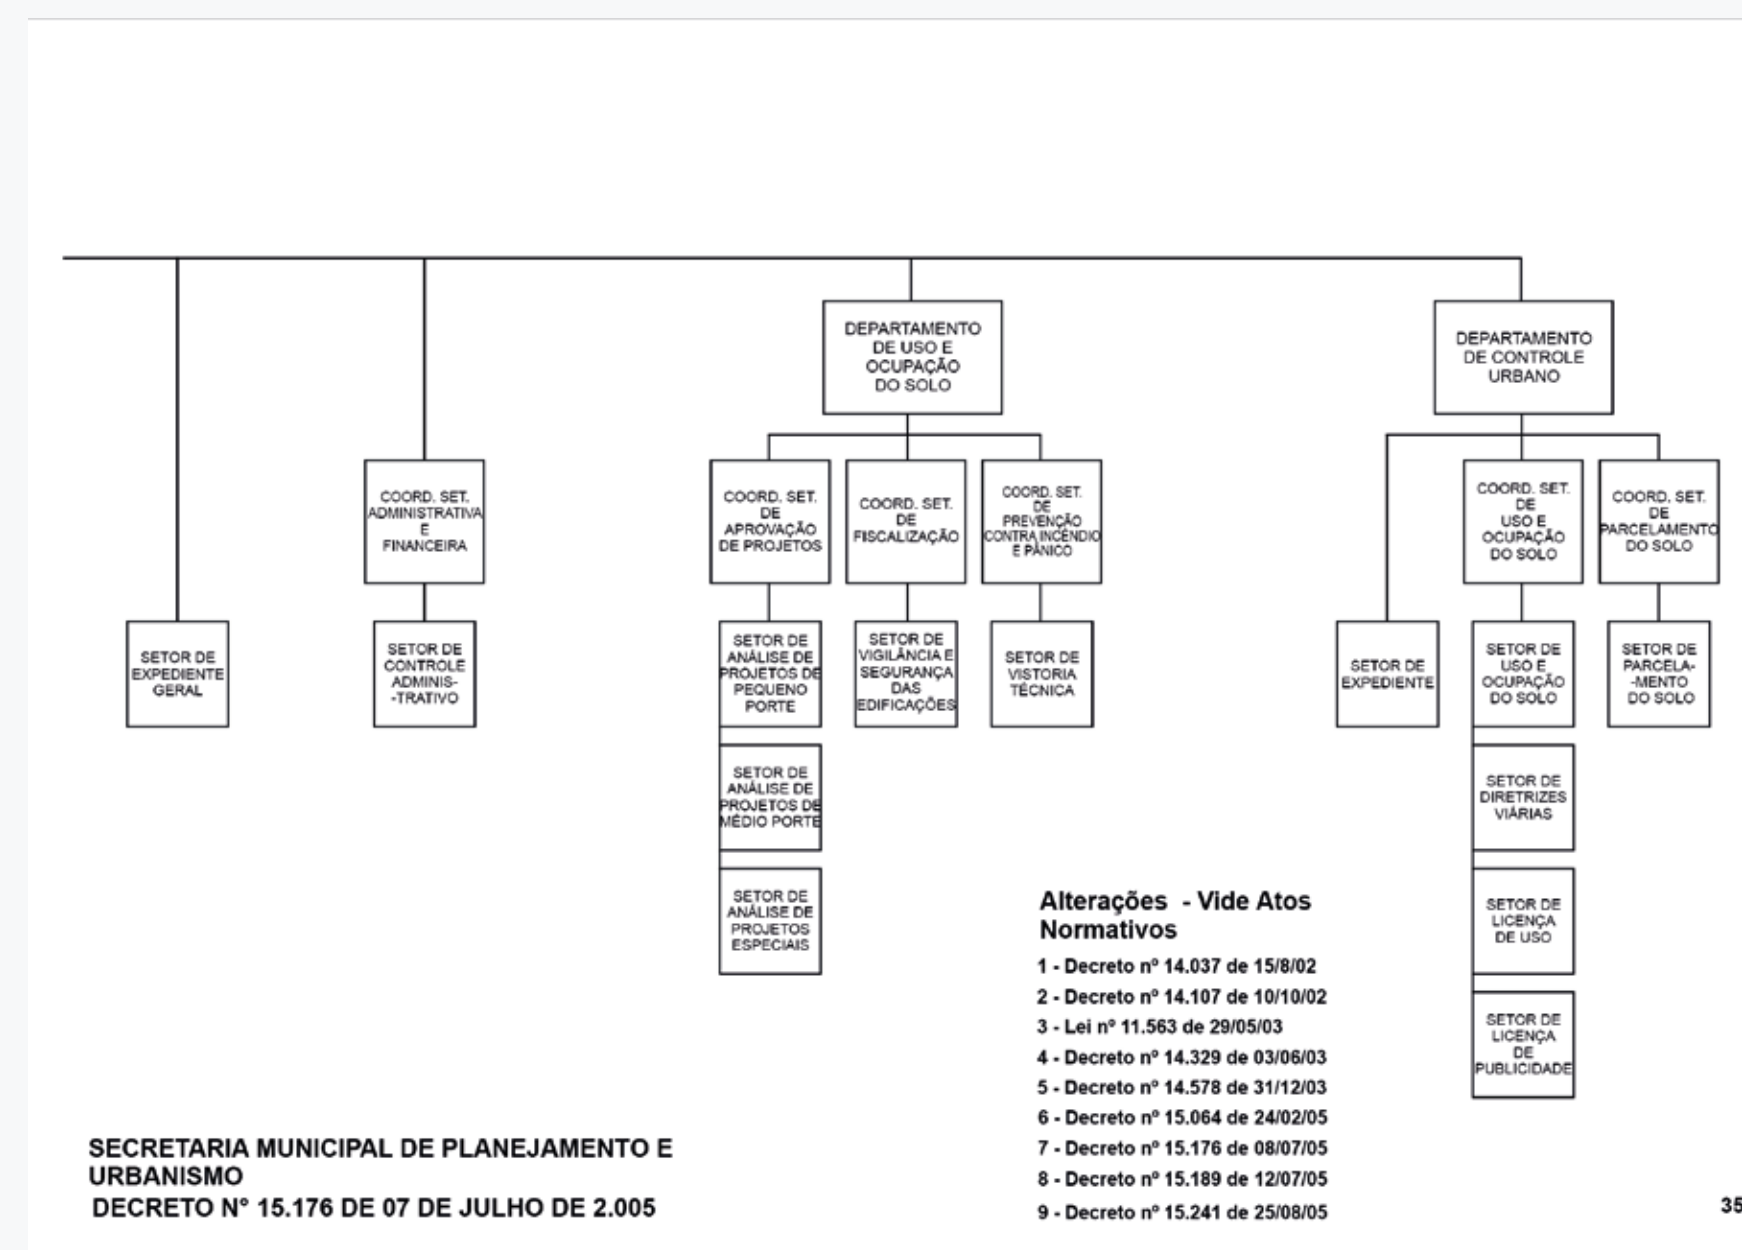 DEPARTAMENTO
DE USO E
OCUPAÇÃO
DO SOLO
DEPARTAMENTO
DE CONTROLE
URBANO
COORD. SET.
ADMINISTRATIVA
E
FINANCEIRA
COORD. SET.
DE
APROVAÇÃO
DE PROJETOS
COORD. SET.
DE
FISCALIZAÇÃO
COORD. SET.
DE
PREVENÇÃO
CONTRA INCÊNDIO
E PÂNICO
COORD. SET.
DE
USO E
OCUPAÇÃO
DO SOLO
COORD. SET.
DE
PARCELAMENTO
DO SOLO
SETOR DE
EXPEDIENTE
GERAL
SETOR DE
CONTROLE
ADMINIS-
-TRATIVO
SETOR DE
ANÁLISE DE
PROJETOS DE
PEQUENO
PORTE
SETOR DE
VIGILÂNCIA E
SEGURANÇA
DAS
EDIFICAÇÕES
SETOR DE
VISTORIA
TÉCNICA
SETOR DE
EXPEDIENTE
SETOR DE
USO E
OCUPAÇÃO
DO SOLO
SETOR DE
PARCELA-
-MENTO
DO SOLO
SETOR DE
ANÁLISE DE
PROJETOS DE
MÉDIO PORTE
SETOR DE
DIRETRIZES
VIÁRIAS
SETOR DE
ANÁLISE DE
PROJETOS
ESPECIAIS
SETOR DE
LICENÇA
DE USO
SETOR DE
LICENÇA
DE
PUBLICIDADE
Alterações - Vide Atos
Normativos
1 - Decreto nº 14.037 de 15/8/02
2 - Decreto nº 14.107 de 10/10/02
3 - Lei nº 11.563 de 29/05/03
4 - Decreto nº 14.329 de 03/06/03
5 - Decreto nº 14.578 de 31/12/03
6 - Decreto nº 15.064 de 24/02/05
7 - Decreto nº 15.176 de 08/07/05
8 - Decreto nº 15.189 de 12/07/05
9 - Decreto nº 15.241 de 25/08/05
SECRETARIA MUNICIPAL DE PLANEJAMENTO E
URBANISMO
DECRETO N° 15.176 DE 07 DE JULHO DE 2.005
35